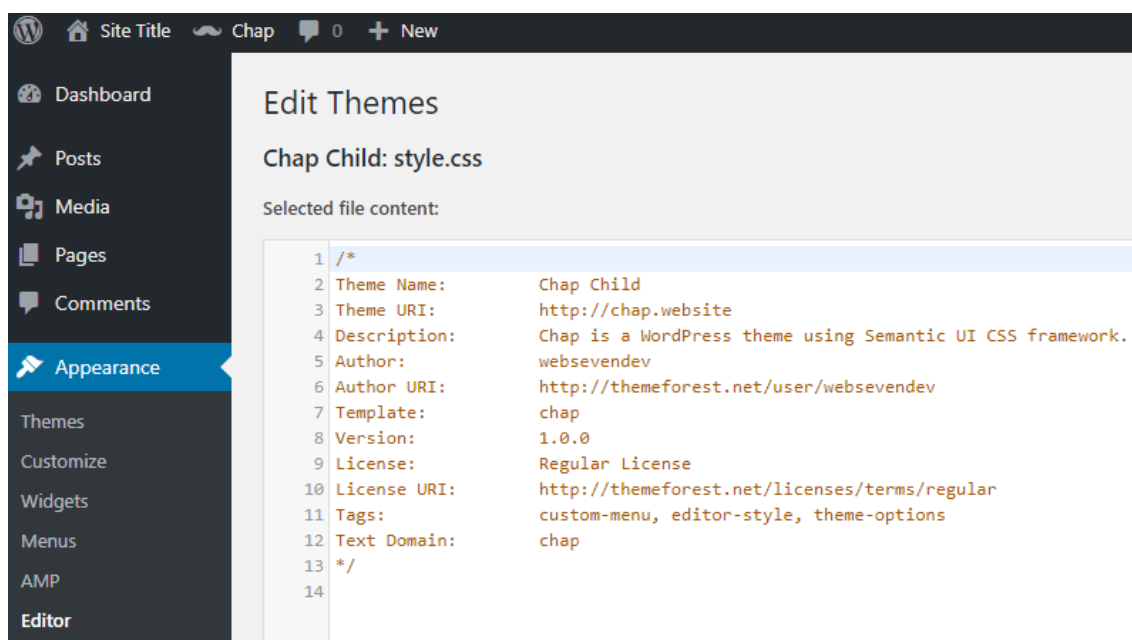 Site Title Chap 0 + New
Dashboard
Posts
Media
Pages
Comments
Appearance
Themes
Customize
Widgets
Menus
AMP
Editor
Edit Themes
Chap Child: style.css
Selected file content:
1 /*
2 Theme Name: Chap Child
3 Theme URI: http://chap.website
4 Description: Chap is a WordPress theme using Semantic UI CSS framework.
5 Author: websevendev
6 Author URI: http://themeforest.net/user/websevendev
7 Template: chap
8 Version: 1.0.0
9 License: Regular License
10 License URI: http://themeforest.net/licenses/terms/regular
11 Tags: custom-menu, editor-style, theme-options
12 Text Domain: chap
13 */
14